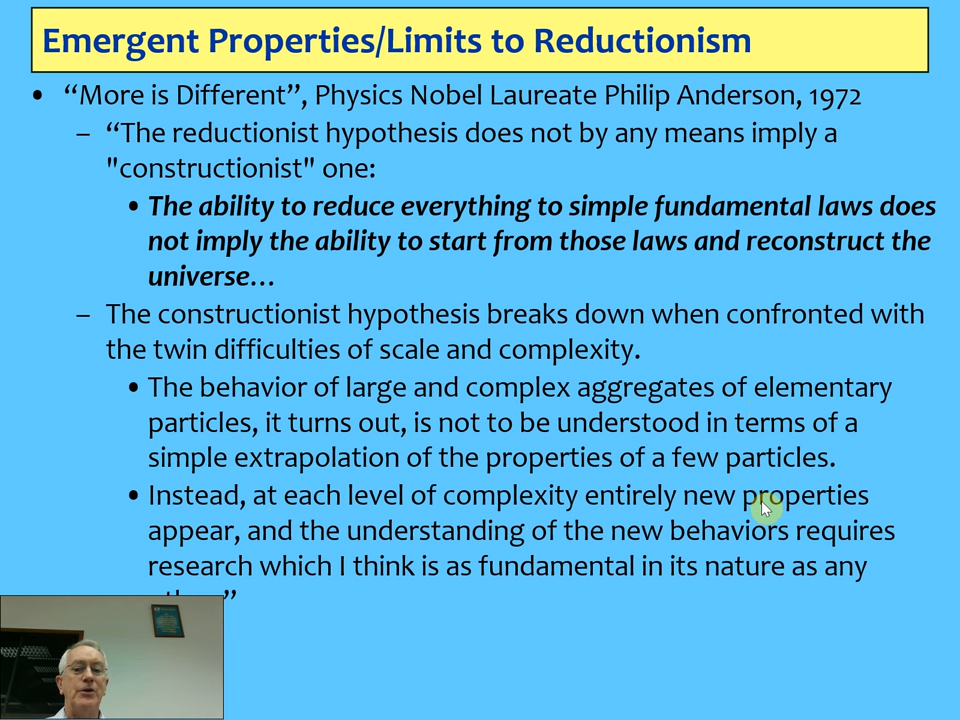 Emergent Properties/Limits to Reductionism
• “More is Different”, Physics Nobel Laureate Philip Anderson, 1972
– “The reductionist hypothesis does not by any means imply a
"constructionist" one:
• The ability to reduce everything to simple fundamental laws does
not imply the ability to start from those laws and reconstruct the
universe…
– The constructionist hypothesis breaks down when confronted with
the twin difficulties of scale and complexity.
• The behavior of large and complex aggregates of elementary
particles, it turns out, is not to be understood in terms of a
simple extrapolation of the properties of a few particles.
• Instead, at each level of complexity entirely new properties
appear, and the understanding of the new behaviors requires
research which I think is as fundamental in its nature as any
”